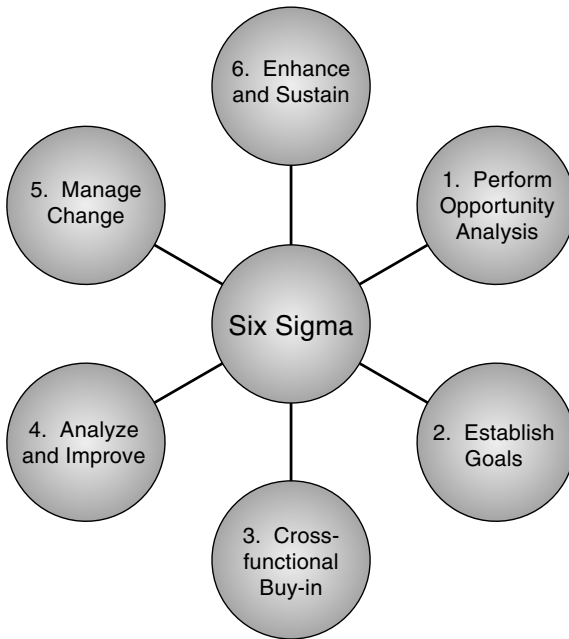 6. Enhance
and Sustain
5. Manage
Change
1. Perform
Opportunity
Analysis
Six Sigma
4. Analyze
and Improve
2. Establish
Goals
3. Cross-
functional
Buy-in